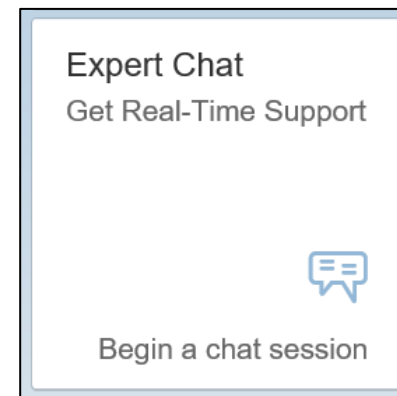 Expert Chat
Get Real-Time Support
Begin a chat session